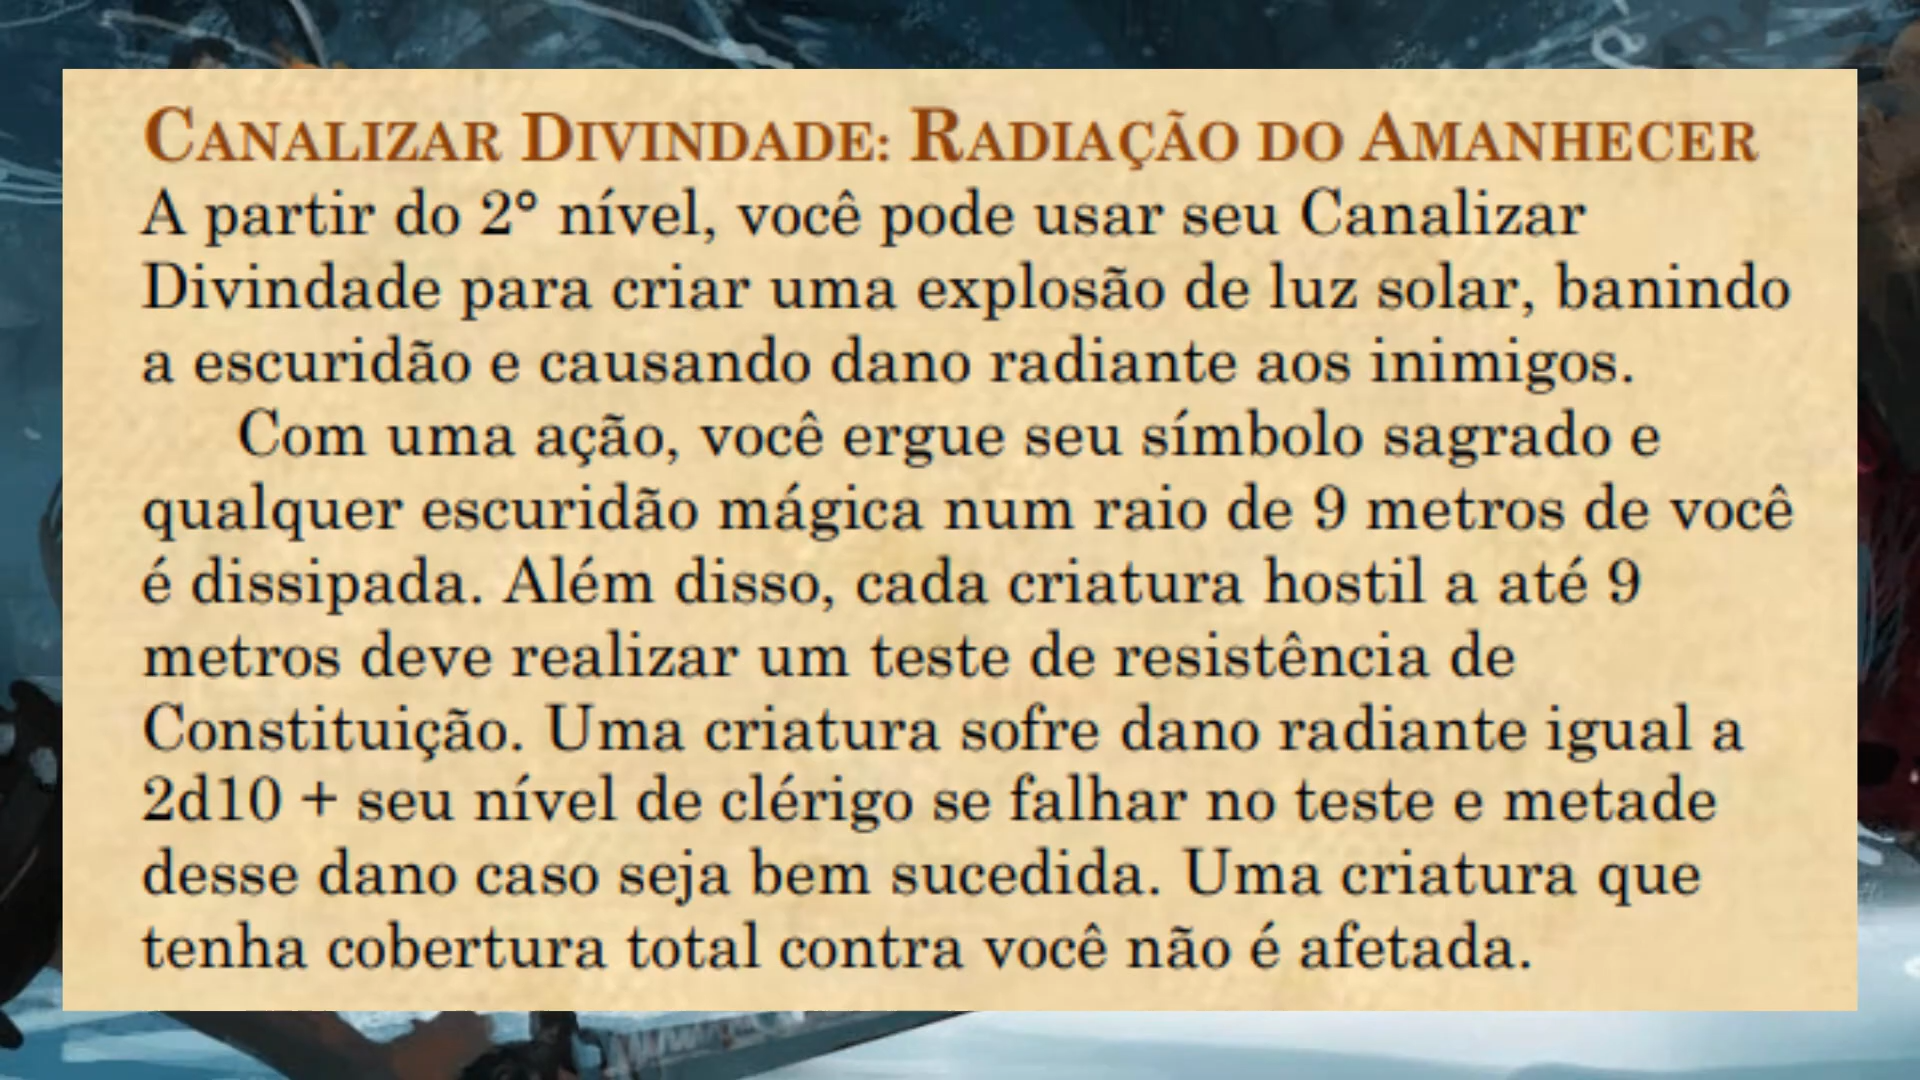 CANALIZAR DIVINDADE: RADIAÇÃO DO AMANHECER
A partir do 2° nível, você pode usar seu Canalizar
Divindade para criar uma explosão de luz solar, banindo
a escuridão e causando dano radiante aos inimigos.
Com uma ação, você ergue seu símbolo sagrado e
qualquer escuridão mágica num raio de 9 metros de você
é dissipada. Além disso, cada criatura hostil a até 9
metros deve realizar um teste de resistência de
Constituição. Uma criatura sofre dano radiante igual a
2d10 + seu nível de clérigo se falhar no teste e metade
desse dano caso seja bem sucedida. Uma criatura que
tenha cobertura total contra você não é afetada.